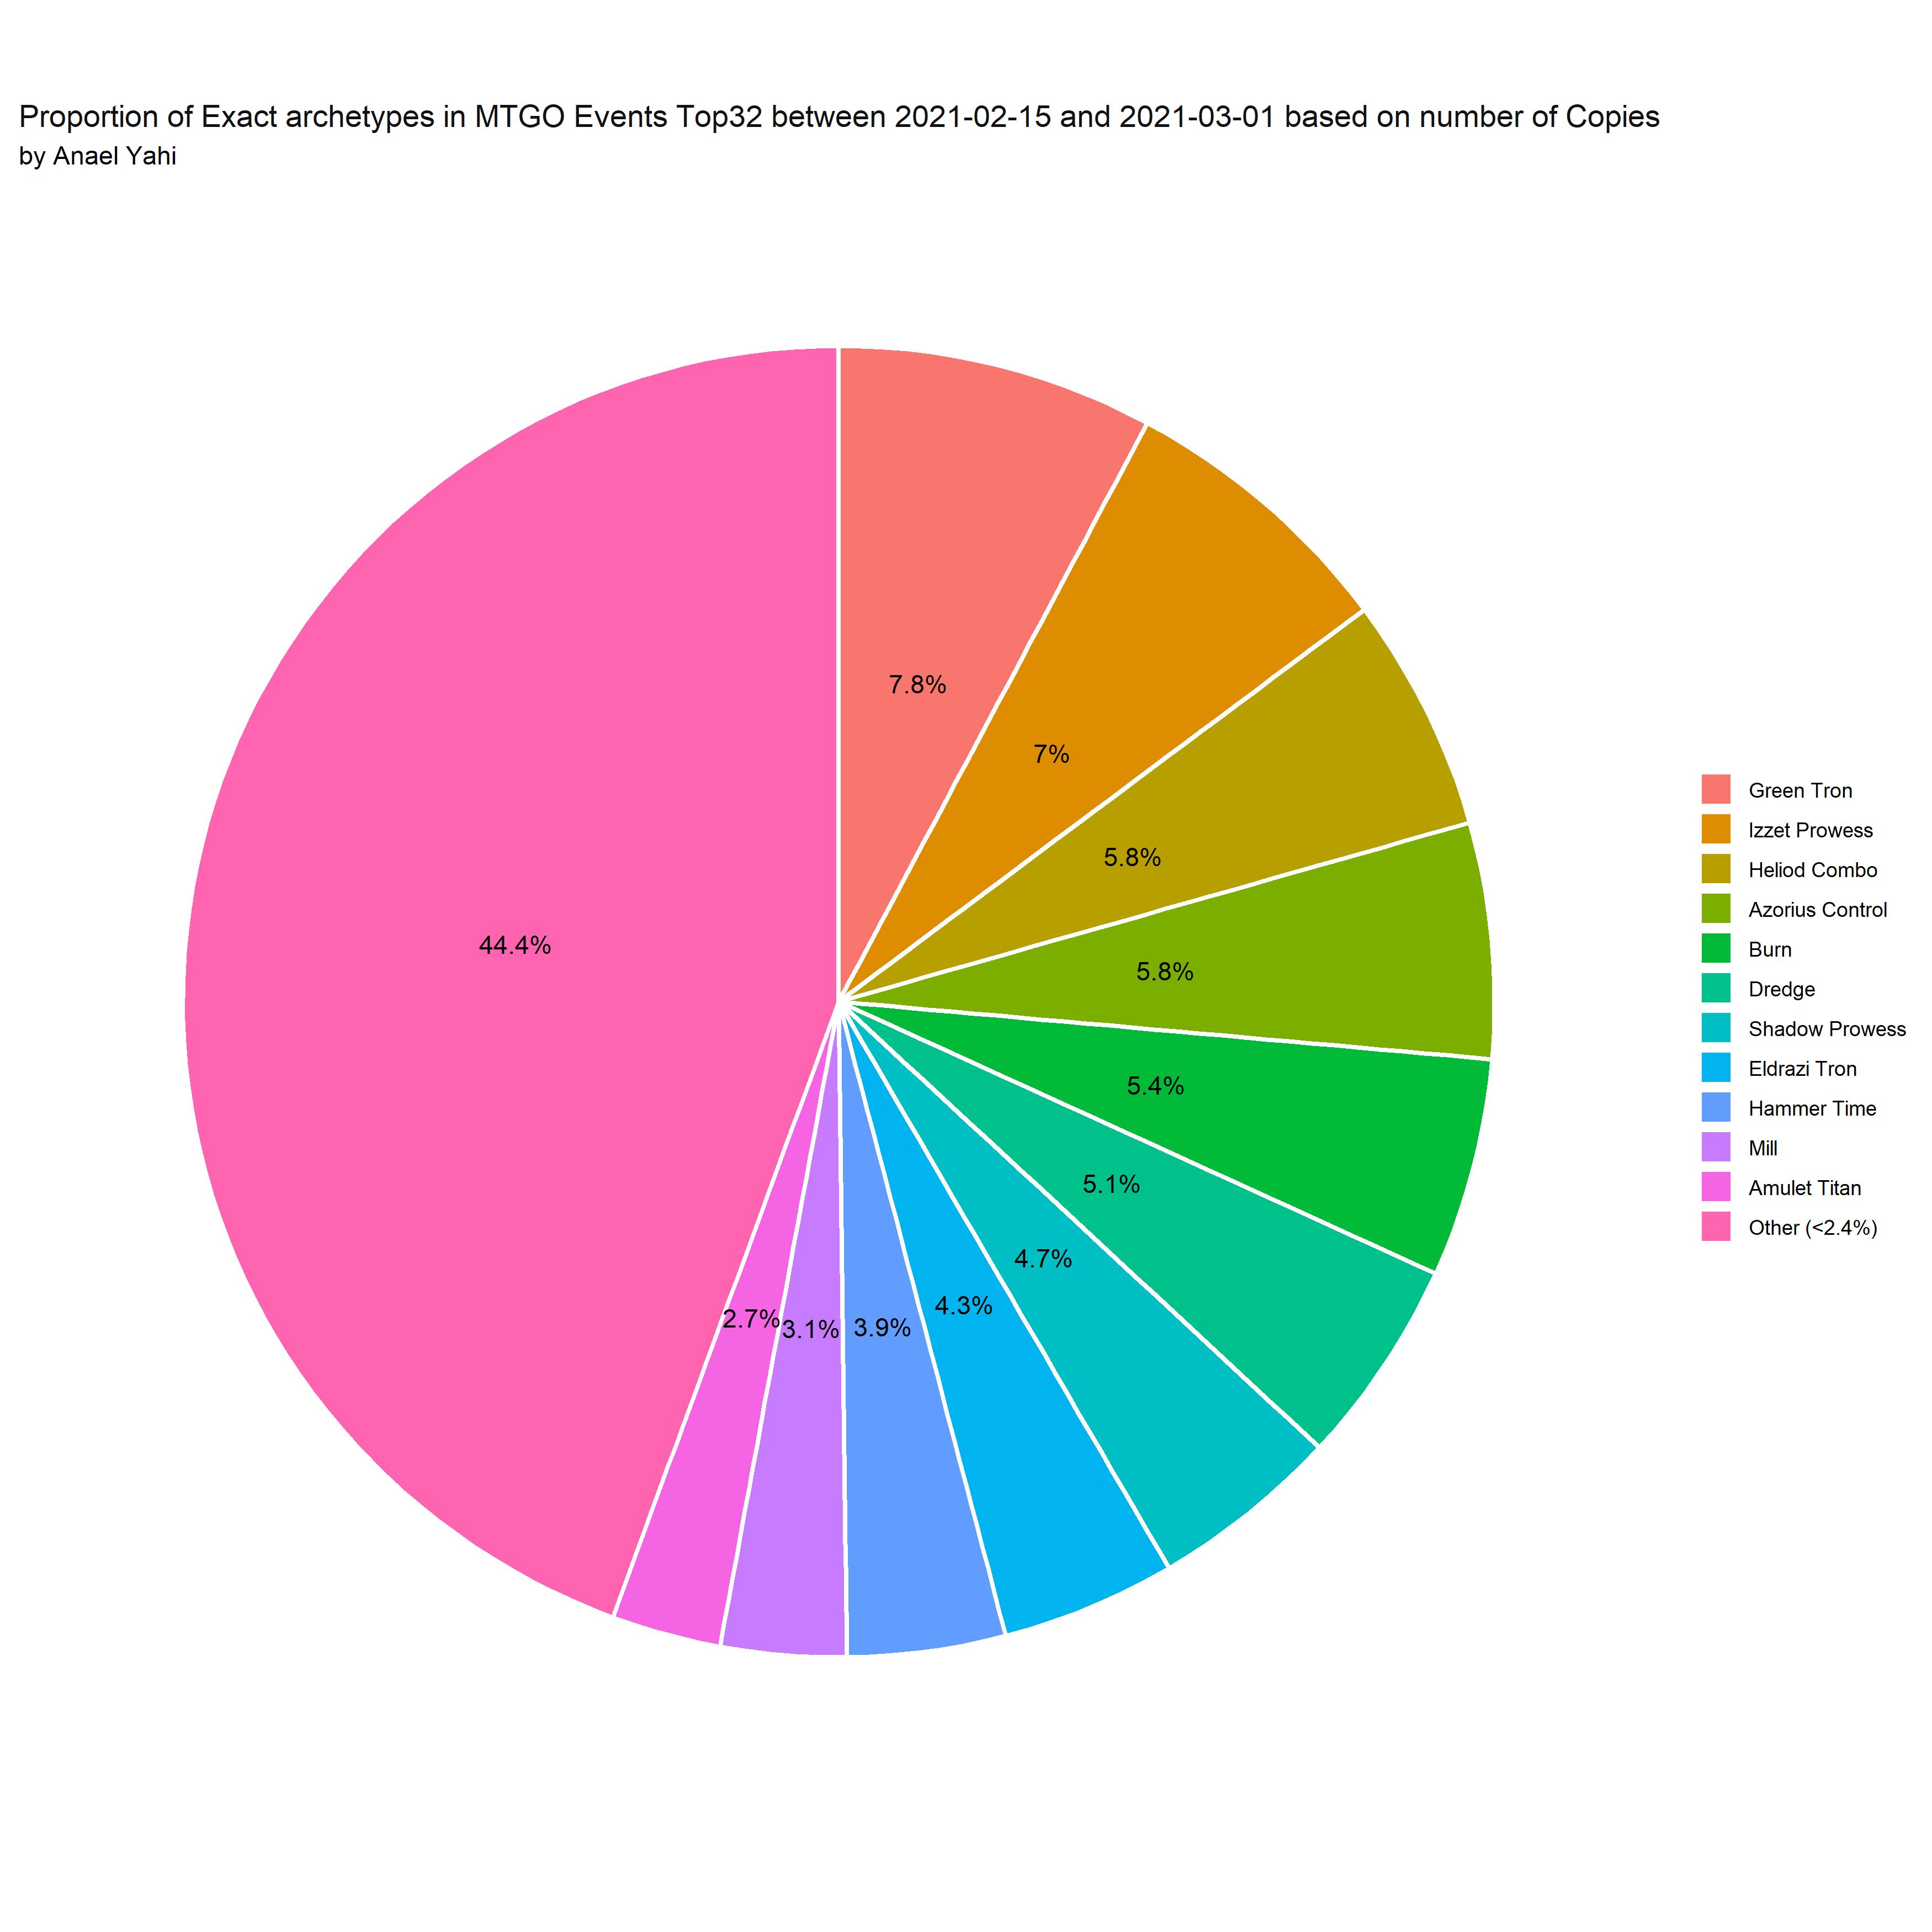 Proportion of Exact archetypes in MTGO Events Top32 between 2021-02-15 and 2021-03-01 based on number of Copies
by Anael Yahi
7.8%
7%
5.8%
5.8%
5.4%
5.1%
4.7%
4.3%
3.9%
3.1%
2.7%
44.4%
Green Tron
Izzet Prowess
Heliod Combo
Azorius Control
Burn
Dredge
Shadow Prowess
Eldrazi Tron
Hammer Time
Mill
Amulet Titan
Other (<2.4%)